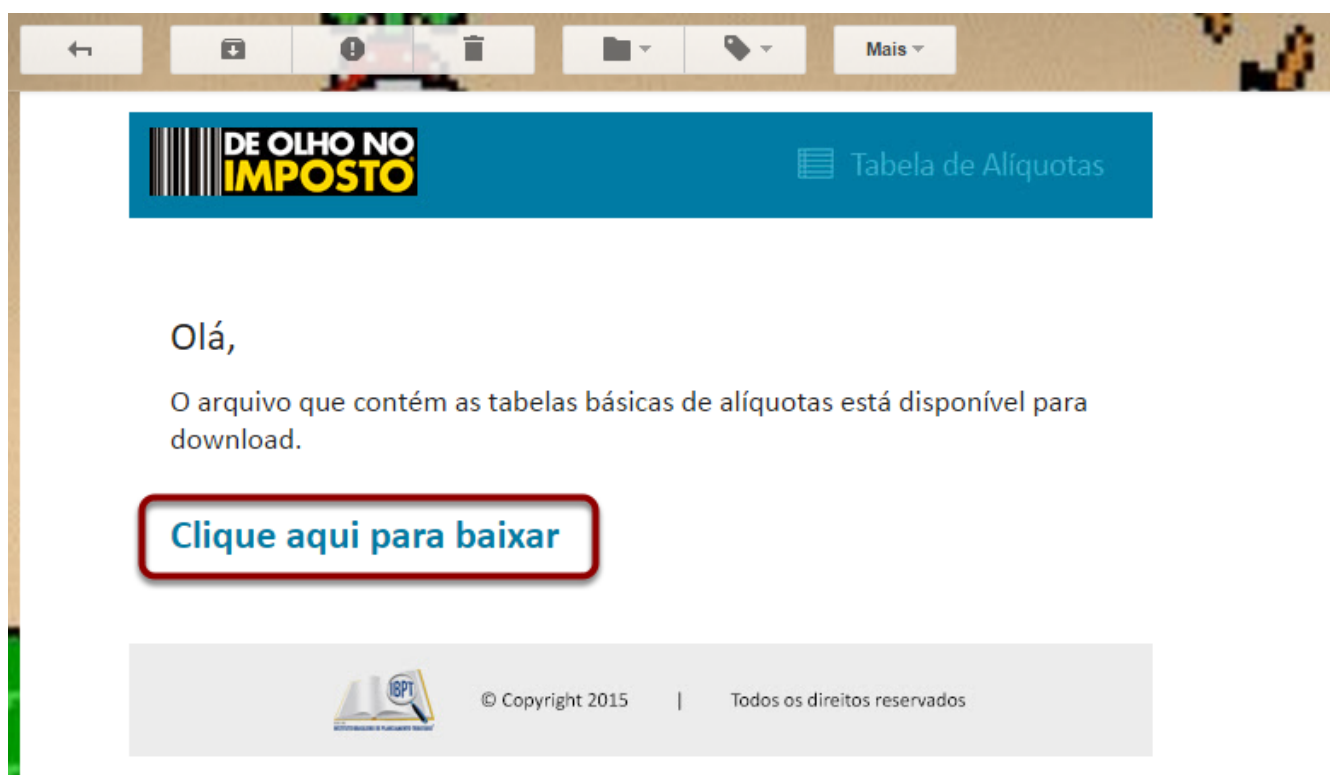 Mais
DE OLHO NO
IMPOSTO
Tabela de Alíquotas
Olá,
O arquivo que contém as tabelas básicas de alíquotas está disponível para
download.
Clique aqui para baixar
IBPT
© Copyright 2015 | Todos os direitos reservados